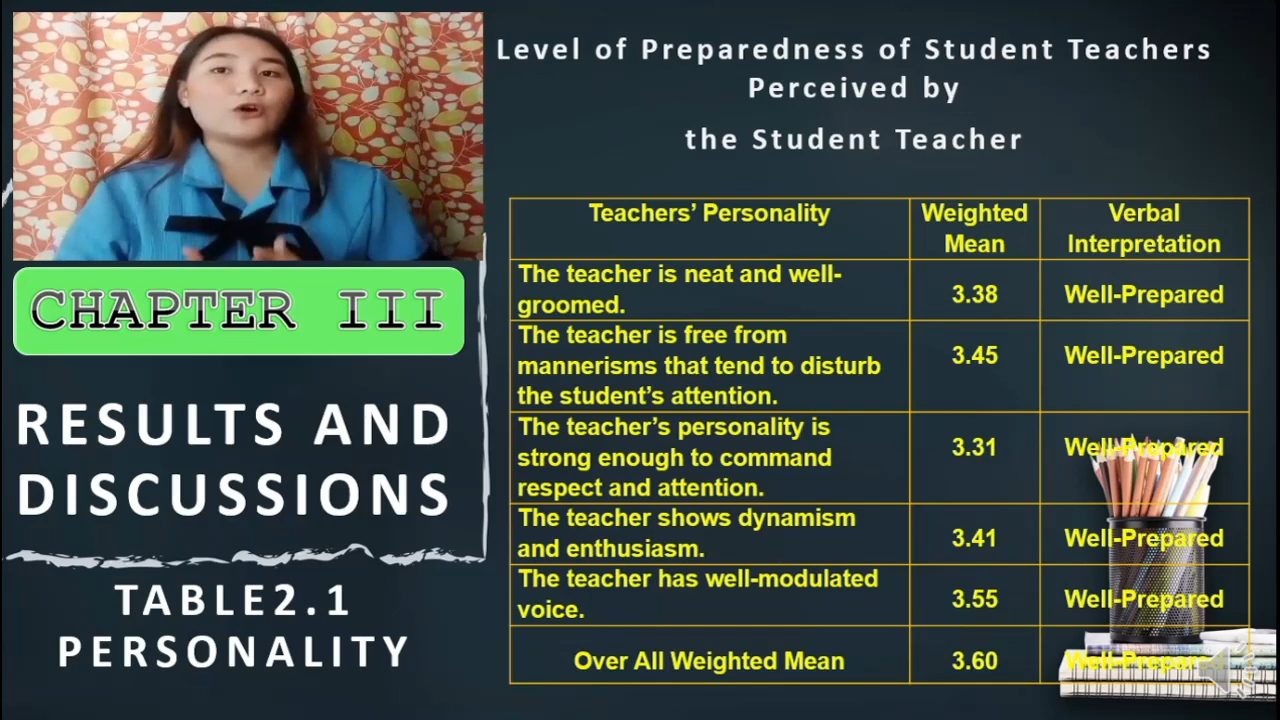 Level of Preparedness of Student Teachers
Perceived by
the Student Teacher
CHAPTER III
RESULTS AND
DISCUSSIONS
TABLE2.1
PERSONALITY
Teachers’ Personality
Weighted
Mean
Verbal
Interpretation
The teacher is neat and well-
groomed.
3.38
Well-Prepared
The teacher is free from
mannerisms that tend to disturb
the student’s attention.
3.45
Well-Prepared
The teacher’s personality is
strong enough to command
respect and attention.
3.31
Well-Prepared
The teacher shows dynamism
and enthusiasm.
3.41
Well-Prepared
The teacher has well-modulated
voice.
3.55
Well-Prepared
Over All Weighted Mean
3.60
Well-Prepared